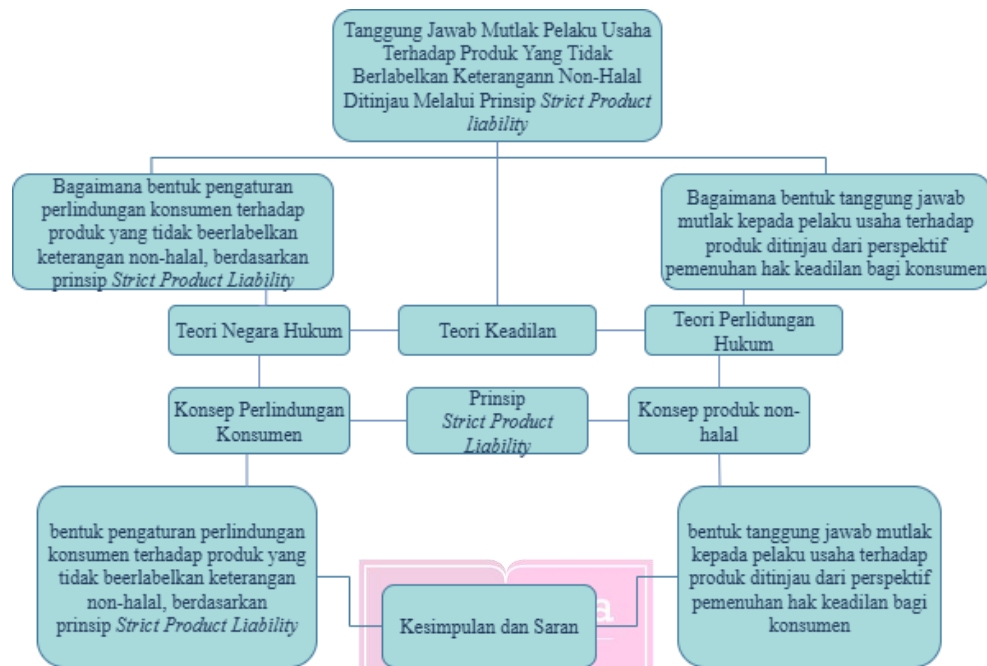 Tanggung Jawab Mutlak Pelaku Usaha
Terhadap Produk Yang Tidak
Berlabelkan Keterangann Non-Halal
Ditinjau Melalui Prinsip Strict Product
liability
Bagaimana bentuk pengaturan
perlindungan konsumen terhadap
produk yang tidak beerlabelkan
keterangan non-halal, berdasarkan
prinsip Strict Product Liability
Bagaimana bentuk tanggung jawab
mutlak kepada pelaku usaha terhadap
produk ditinjau dari perspektif
pemenuhan hak keadilan bagi konsumen
Teori Negara Hukum
Teori Keadilan
Teori Perlidungan
Hukum
Konsep Perlindungan
Konsumen
Prinsip
Strict Product
Liability
Konsep produk non-
halal
bentuk pengaturan perlindungan
konsumen terhadap produk yang
tidak beerlabelkan keterangan
non-halal, berdasarkan
prinsip Strict Product Liability
bentuk tanggung jawab mutlak
kepada pelaku usaha terhadap
produk ditinjau dari perspektif
pemenuhan hak keadilan bagi
konsumen
Kesimpulan dan Saran